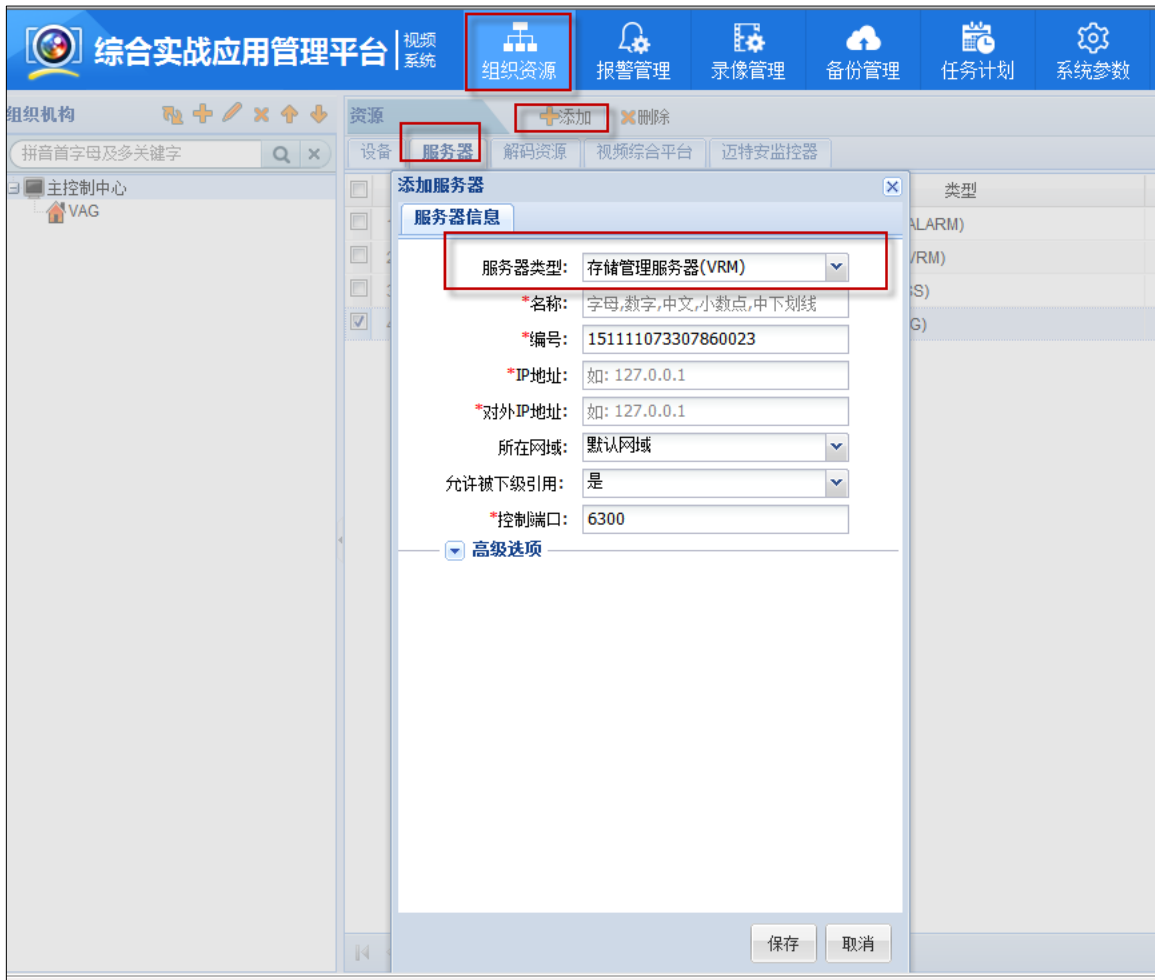 综合实战应用管理平台 视频系统
组织资源 报警管理 录像管理 备份管理 任务计划 系统参数
组织机构
资源 添加 删除
拼音首字母及多关键字
设备 服务器 解码资源 视频综合平台 迈特安监控器
主控制中心
VAG
类型
ALARM)
VRM)
G)
添加服务器
服务器信息
服务器类型: 存储管理服务器(VRM)
*名称: 字母,数字,中文,小数点,中下划线
*编号: 151111073307860023
*IP地址: 如: 127.0.0.1
*对外IP地址: 如: 127.0.0.1
所在网域: 默认网域
允许被下级引用: 是
*控制端口: 6300
高级选项
保存 取消